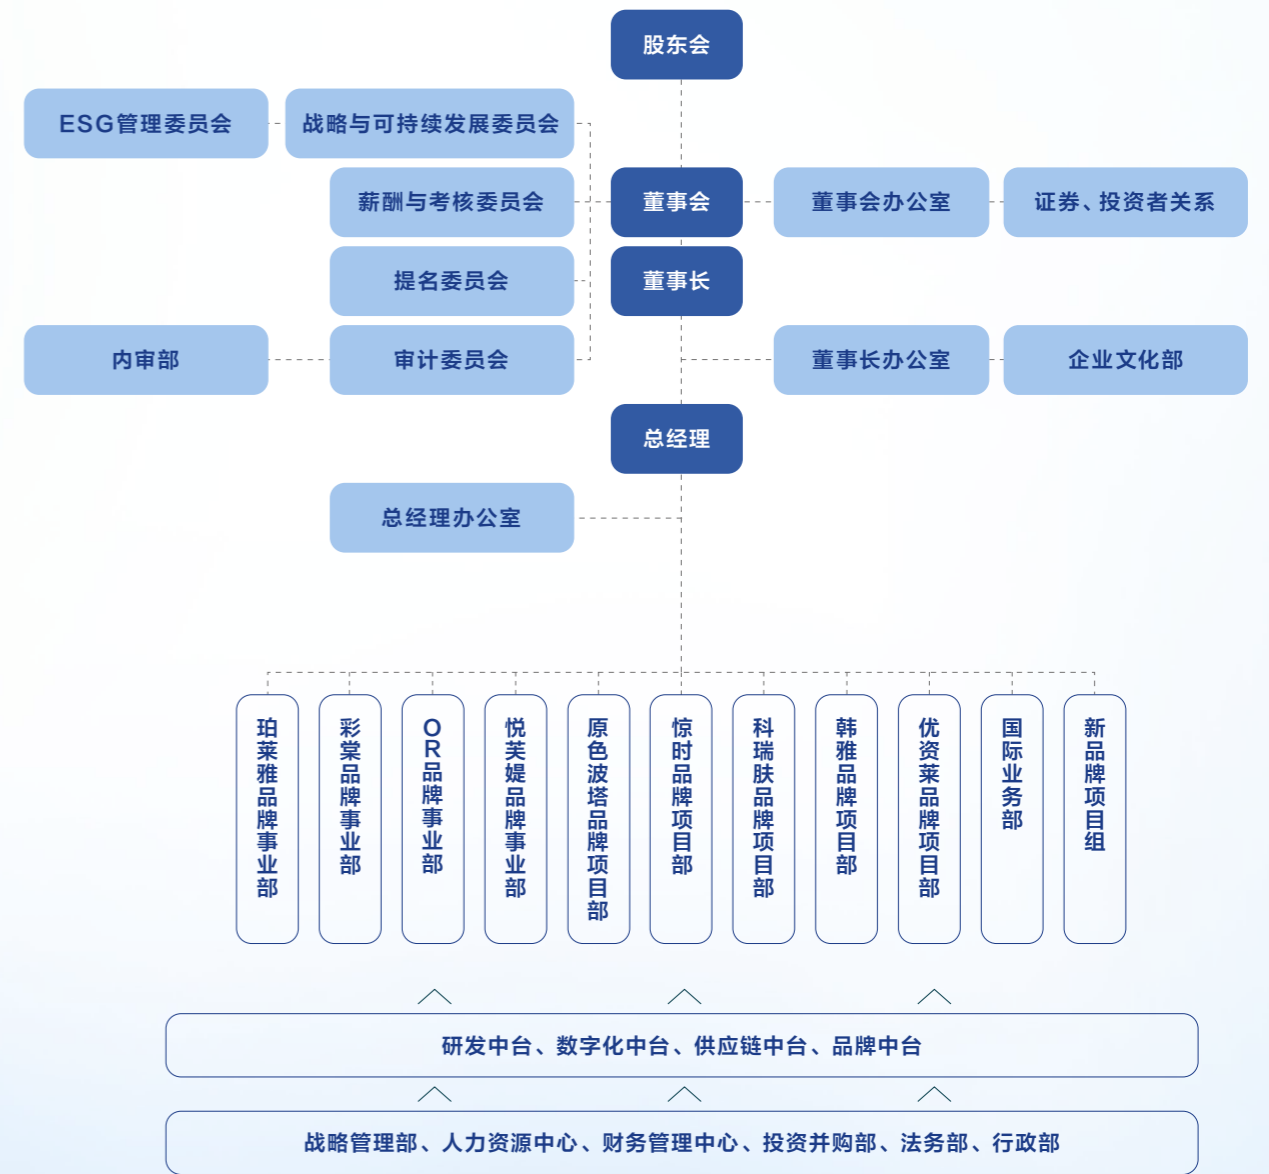 股东会
ESG管理委员会
战略与可持续发展委员会
薪酬与考核委员会
董事会
董事会办公室
证券、投资者关系
提名委员会
董事长
内审部
审计委员会
董事长办公室
企业文化部
总经理
总经理办公室
珀莱雅品牌事业部
彩棠品牌事业部
OR品牌事业部
悦芙媞品牌事业部
原色波塔品牌项目部
惊时品牌项目部
科瑞肤品牌项目部
韩雅品牌项目部
优资莱品牌项目部
国际业务部
新品牌项目组
研发中台、数字化中台、供应链中台、品牌中台
战略管理部、人力资源中心、财务管理中心、投资并购部、法务部、行政部